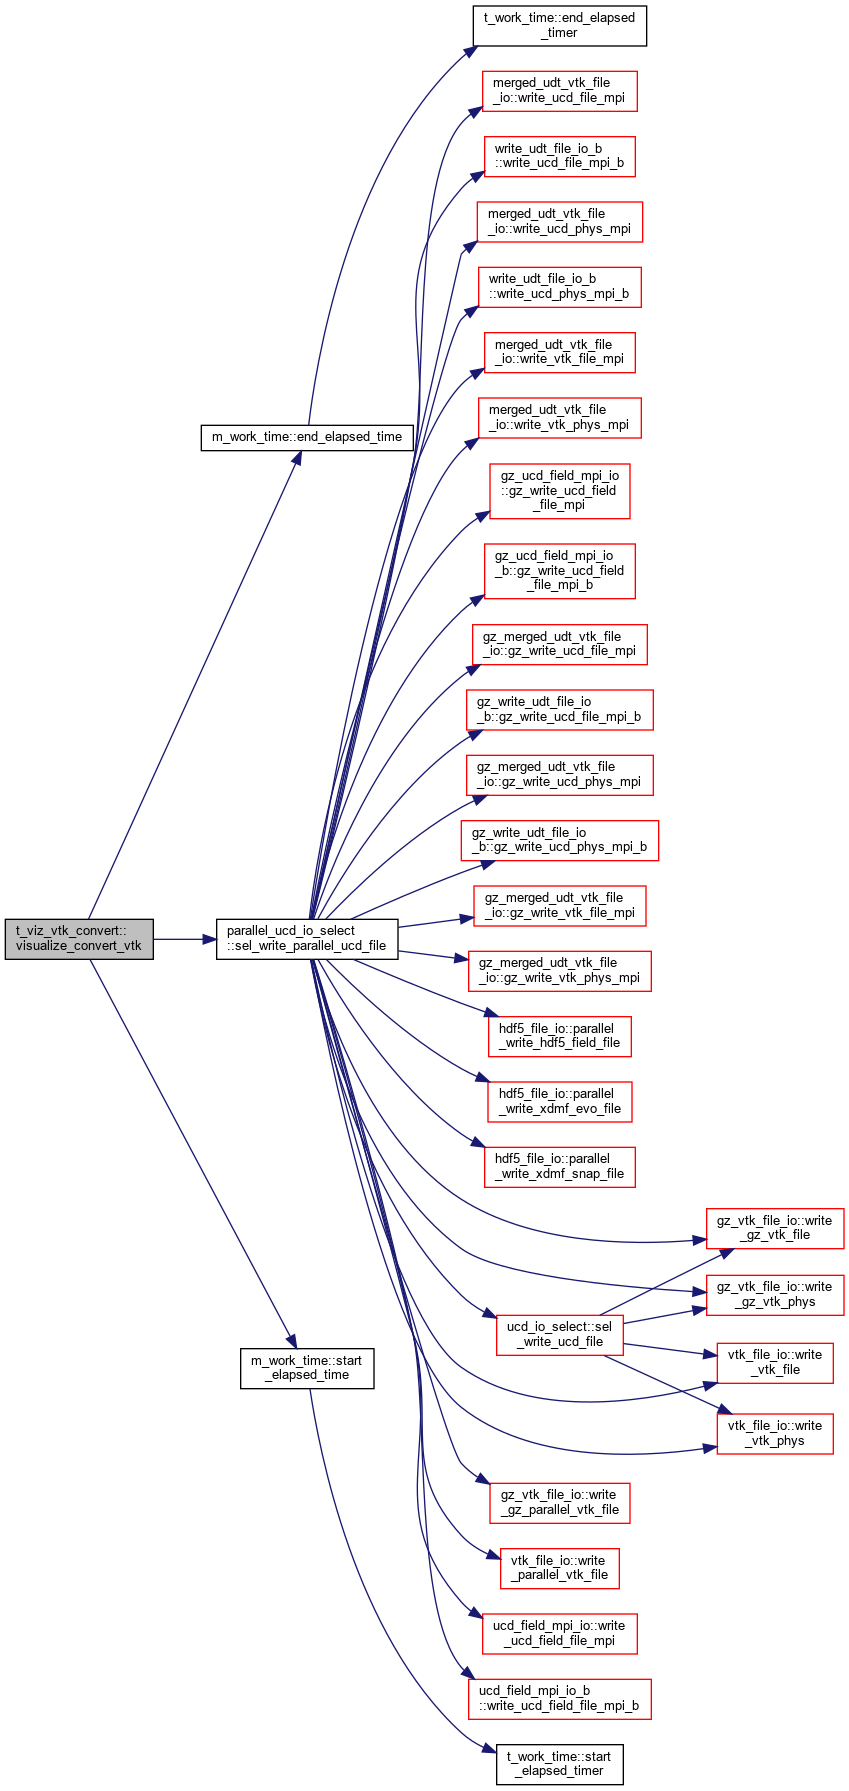 t_work_time::end_elapsed
_timer
merged_udt_vtk_file
_io::write_ucd_file_mpi
write_udt_file_io_b
::write_ucd_file_mpi_b
merged_udt_vtk_file
_io::write_ucd_phys_mpi
write_udt_file_io_b
::write_ucd_phys_mpi_b
merged_udt_vtk_file
_io::write_vtk_file_mpi
merged_udt_vtk_file
_io::write_vtk_phys_mpi
m_work_time::end_elapsed_time
gz_ucd_field_mpi_io
::gz_write_ucd_field
_file_mpi
gz_ucd_field_mpi_io
_b::gz_write_ucd_field
_file_mpi_b
gz_merged_udt_vtk_file
_io::gz_write_ucd_file_mpi
gz_write_udt_file_io
_b::gz_write_ucd_file_mpi_b
gz_merged_udt_vtk_file
_io::gz_write_ucd_phys_mpi
gz_write_udt_file_io
_b::gz_write_ucd_phys_mpi_b
gz_merged_udt_vtk_file
_io::gz_write_vtk_file_mpi
t_viz_vtk_convert::
visualize_convert_vtk
parallel_ucd_io_select
::sel_write_parallel_ucd_file
gz_merged_udt_vtk_file
_io::gz_write_vtk_phys_mpi
hdf5_file_io::parallel
_write_hdf5_field_file
hdf5_file_io::parallel
_write_xdmf_evo_file
hdf5_file_io::parallel
_write_xdmf_snap_file
gz_vtk_file_io::write
_gz_vtk_file
gz_vtk_file_io::write
_gz_vtk_phys
ucd_io_select::sel
_write_ucd_file
vtk_file_io::write
_vtk_file
m_work_time::start
_elapsed_time
vtk_file_io::write
_vtk_phys
gz_vtk_file_io::write
_gz_parallel_vtk_file
vtk_file_io::write
_parallel_vtk_file
ucd_field_mpi_io::write
_ucd_field_file_mpi
ucd_field_mpi_io_b
::write_ucd_field_file_mpi_b
t_work_time::start
_elapsed_timer